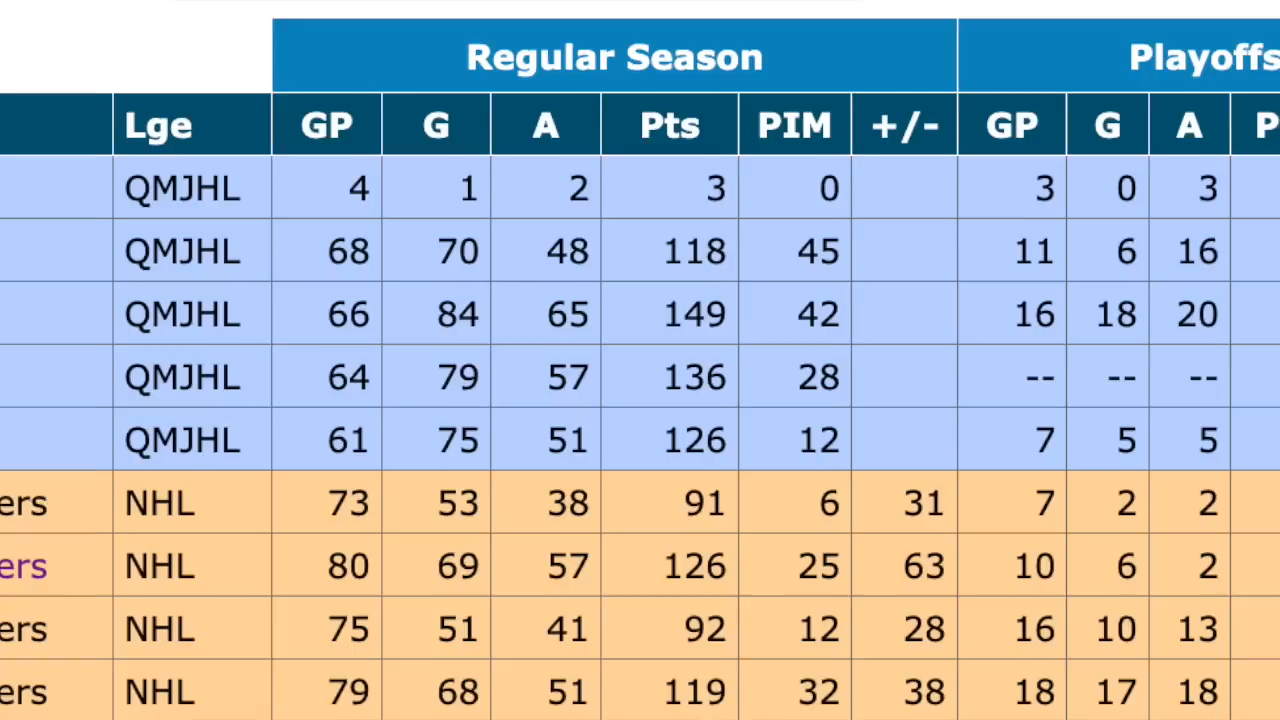 Regular Season Playoffs
Lge GP G A Pts PIM +/- GP G A P
QMJHL 4 1 2 3 0 3 0 3
QMJHL 68 70 48 118 45 11 6 16
QMJHL 66 84 65 149 42 16 18 20
QMJHL 64 79 57 136 28 -- -- --
QMJHL 61 75 51 126 12 7 5 5
ers NHL 73 53 38 91 6 31 7 2 2
ers NHL 80 69 57 126 25 63 10 6 2
ers NHL 75 51 41 92 12 28 16 10 13
ers NHL 79 68 51 119 32 38 18 17 18